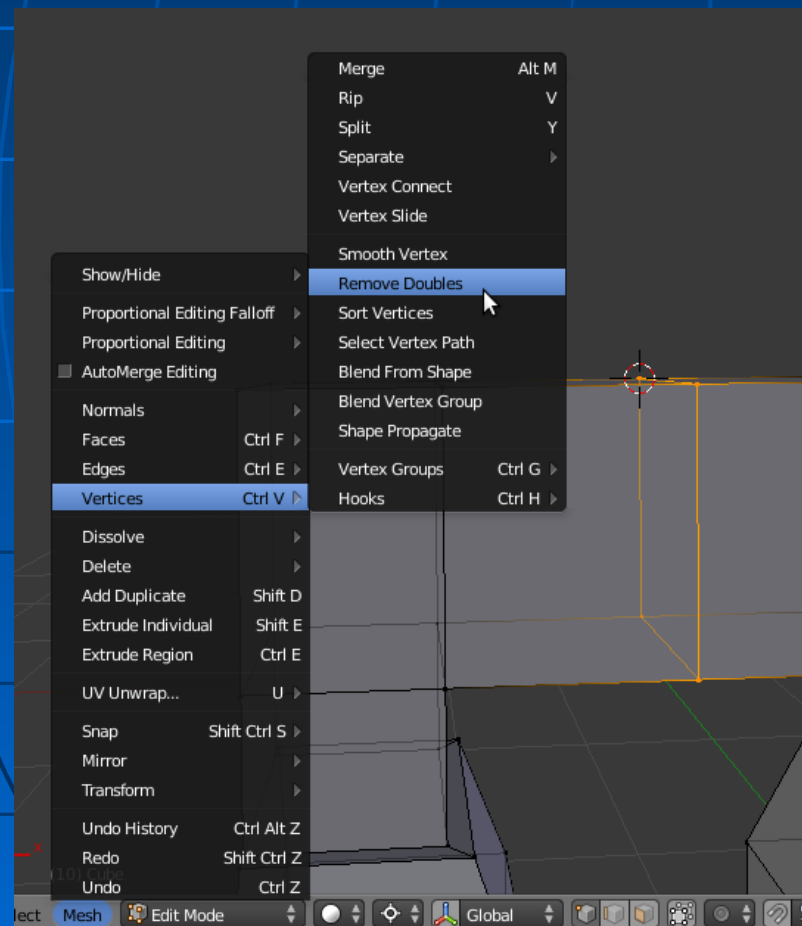 Merge Alt M
Rip V
Split Y
Separate
Vertex Connect
Vertex Slide
Smooth Vertex
Remove Doubles
Sort Vertices
Select Vertex Path
Blend From Shape
Blend Vertex Group
Shape Propagate
Vertex Groups Ctrl G
Hooks Ctrl H
Show/Hide
Proportional Editing Falloff
Proportional Editing
AutoMerge Editing
Normals
Faces Ctrl F
Edges Ctrl E
Vertices Ctrl V
Dissolve
Delete
Add Duplicate Shift D
Extrude Individual Shift E
Extrude Region Ctrl E
UV Unwrap... U
Snap Shift Ctrl S
Mirror
Transform
Undo History Ctrl Alt Z
Redo Shift Ctrl Z
(10) Cube
Undo Ctrl Z
lect Mesh Edit Mode Global